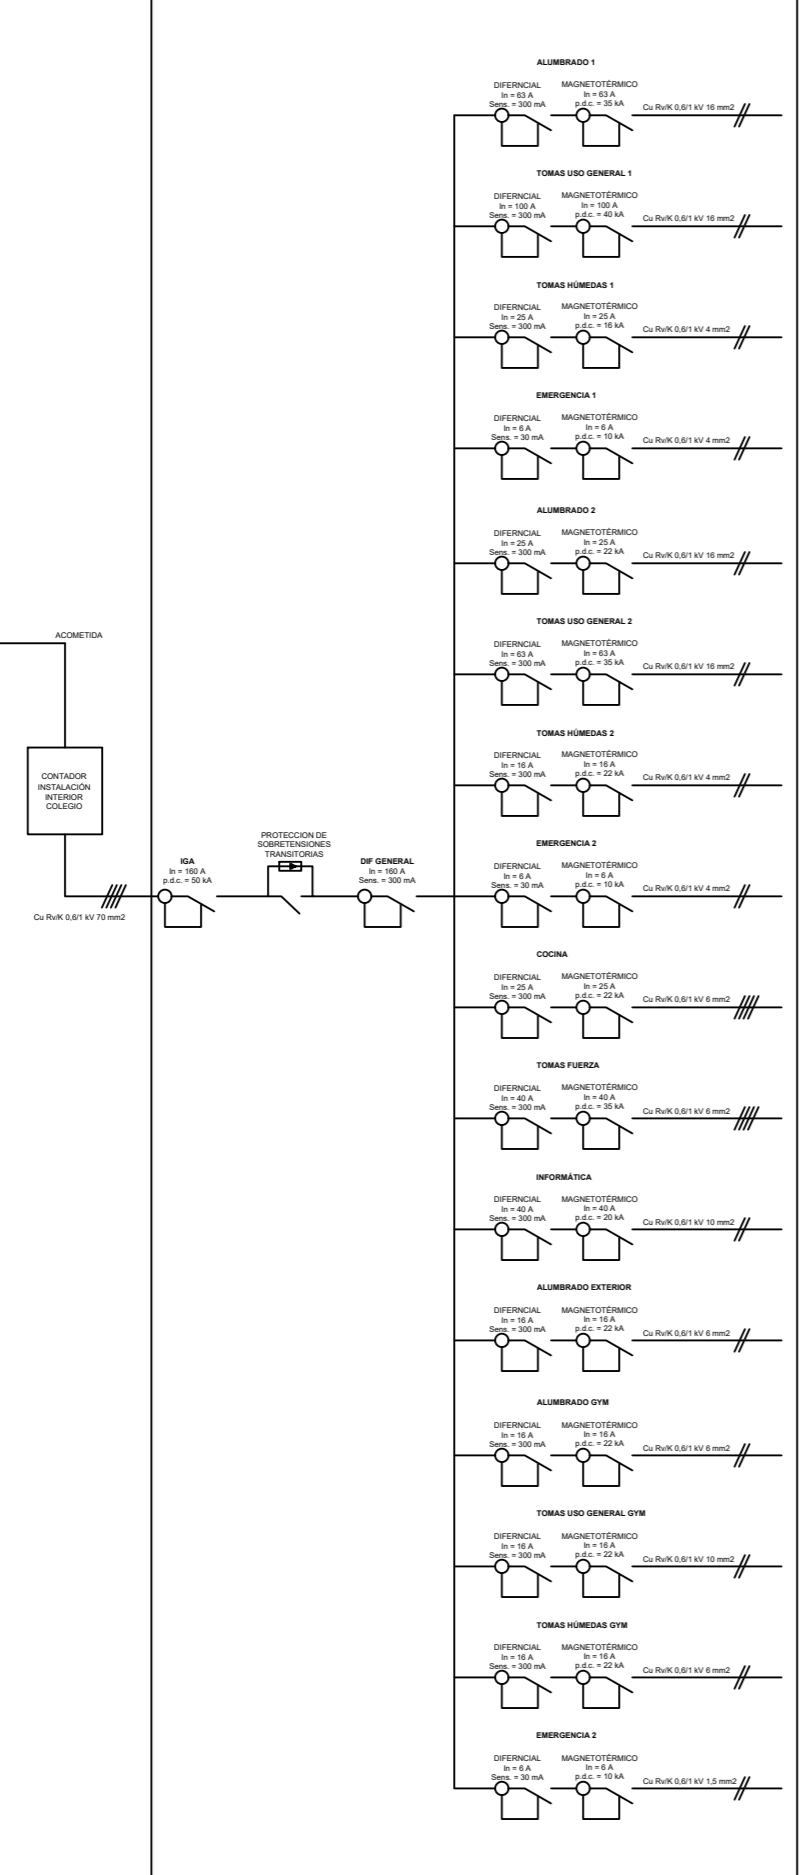 ALUMBRADO 1
DIFERNCIAL
In = 63 A
Sens. = 300 mA
MAGNETOTÉRMICO
In = 63 A
p.d.c. = 35 kA
Cu Rv/K 0,6/1 kV 16 mm2
TOMAS USO GENERAL 1
DIFERNCIAL
In = 100 A
Sens. = 300 mA
MAGNETOTÉRMICO
In = 100 A
p.d.c. = 40 kA
Cu Rv/K 0,6/1 kV 16 mm2
TOMAS HÚMEDAS 1
DIFERNCIAL
In = 25 A
Sens. = 300 mA
MAGNETOTÉRMICO
In = 25 A
p.d.c. = 16 kA
Cu Rv/K 0,6/1 kV 4 mm2
EMERGENCIA 1
DIFERNCIAL
In = 6 A
Sens. = 30 mA
MAGNETOTÉRMICO
In = 6 A
p.d.c. = 10 kA
Cu Rv/K 0,6/1 kV 4 mm2
ALUMBRADO 2
DIFERNCIAL
In = 25 A
Sens. = 300 mA
MAGNETOTÉRMICO
In = 25 A
p.d.c. = 22 kA
Cu Rv/K 0,6/1 kV 16 mm2
TOMAS USO GENERAL 2
DIFERNCIAL
In = 63 A
Sens. = 300 mA
MAGNETOTÉRMICO
In = 63 A
p.d.c. = 35 kA
Cu Rv/K 0,6/1 kV 16 mm2
ACOMETIDA
CONTADOR
INSTALACIÓN
INTERIOR
COLEGIO
Cu Rv/K 0,6/1 kV 70 mm2
IGA
In = 160 A
p.d.c. = 50 kA
PROTECCION DE
SOBRETENSIONES
TRANSITORIAS
DIF GENERAL
In = 160 A
Sens. = 300 mA
TOMAS HÚMEDAS 2
DIFERNCIAL
In = 16 A
Sens. = 300 mA
MAGNETOTÉRMICO
In = 16 A
p.d.c. = 22 kA
Cu Rv/K 0,6/1 kV 4 mm2
EMERGENCIA 2
DIFERNCIAL
In = 6 A
Sens. = 30 mA
MAGNETOTÉRMICO
In = 6 A
p.d.c. = 10 kA
Cu Rv/K 0,6/1 kV 4 mm2
COCINA
DIFERNCIAL
In = 25 A
Sens. = 300 mA
MAGNETOTÉRMICO
In = 25 A
p.d.c. = 22 kA
Cu Rv/K 0,6/1 kV 6 mm2
TOMAS FUERZA
DIFERNCIAL
In = 40 A
Sens. = 300 mA
MAGNETOTÉRMICO
In = 40 A
p.d.c. = 35 kA
Cu Rv/K 0,6/1 kV 6 mm2
INFORMÁTICA
DIFERNCIAL
In = 40 A
Sens. = 300 mA
MAGNETOTÉRMICO
In = 40 A
p.d.c. = 20 kA
Cu Rv/K 0,6/1 kV 10 mm2
ALUMBRADO EXTERIOR
DIFERNCIAL
In = 16 A
Sens. = 300 mA
MAGNETOTÉRMICO
In = 16 A
p.d.c. = 22 kA
Cu Rv/K 0,6/1 kV 6 mm2
ALUMBRADO GYM
DIFERNCIAL
In = 16 A
Sens. = 300 mA
MAGNETOTÉRMICO
In = 16 A
p.d.c. = 22 kA
Cu Rv/K 0,6/1 kV 6 mm2
TOMAS USO GENERAL GYM
DIFERNCIAL
In = 16 A
Sens. = 300 mA
MAGNETOTÉRMICO
In = 16 A
p.d.c. = 22 kA
Cu Rv/K 0,6/1 kV 10 mm2
TOMAS HÚMEDAS GYM
DIFERNCIAL
In = 16 A
Sens. = 300 mA
MAGNETOTÉRMICO
In = 16 A
p.d.c. = 22 kA
Cu Rv/K 0,6/1 kV 6 mm2
EMERGENCIA 2
DIFERNCIAL
In = 6 A
Sens. = 30 mA
MAGNETOTÉRMICO
In = 6 A
p.d.c. = 10 kA
Cu Rv/K 0,6/1 kV 1,5 mm2